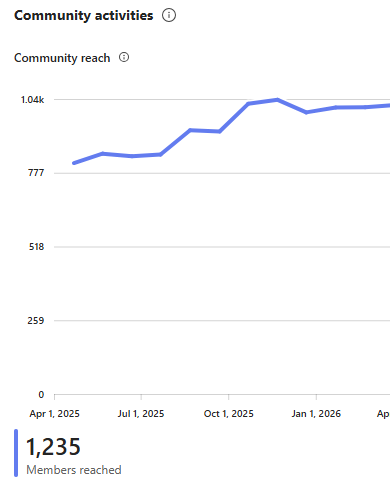 Community activities
Community reach
1.04k
777
518
259
0
Apr 1, 2025 Jul 1, 2025 Oct 1, 2025 Jan 1, 2026 Ap
1,235
Members reached